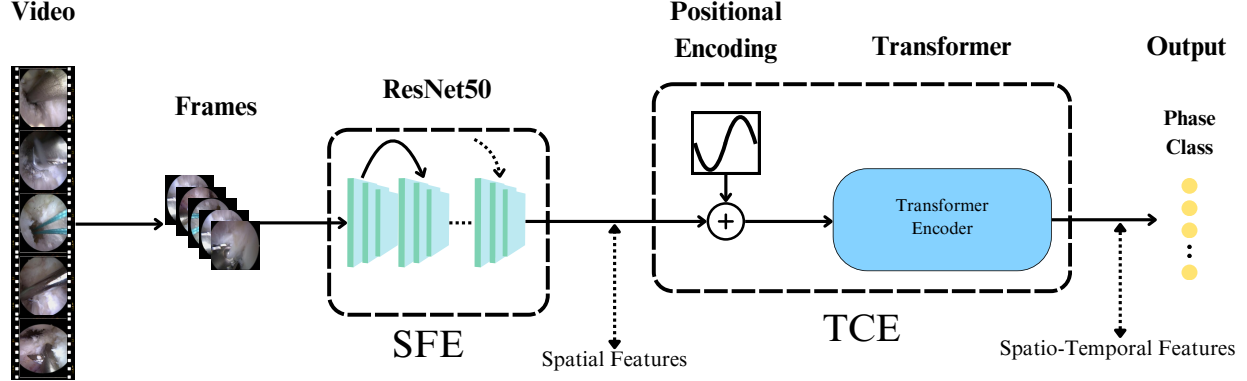 Video
Frames
ResNet50
SFE
Spatial Features
Positional
Encoding
Transformer
Transformer
Encoder
TCE
Spatio-Temporal Features
Output
Phase
Class